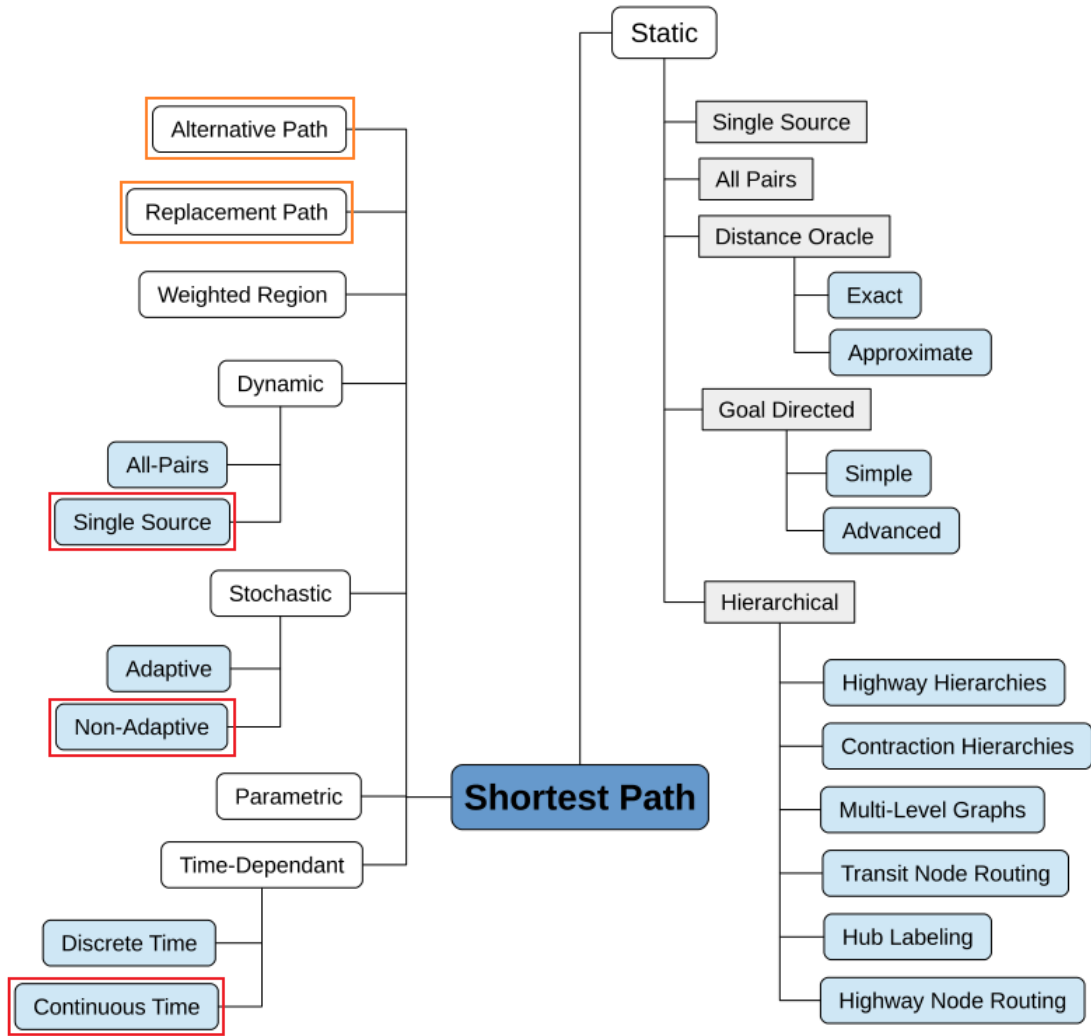 Static
Single Source
All Pairs
Distance Oracle
Exact
Approximate
Goal Directed
Simple
Advanced
Hierarchical
Highway Hierarchies
Contraction Hierarchies
Multi-Level Graphs
Transit Node Routing
Hub Labeling
Highway Node Routing
Shortest Path
Alternative Path
Replacement Path
Weighted Region
Dynamic
All-Pairs
Single Source
Stochastic
Adaptive
Non-Adaptive
Parametric
Time-Dependant
Discrete Time
Continuous Time